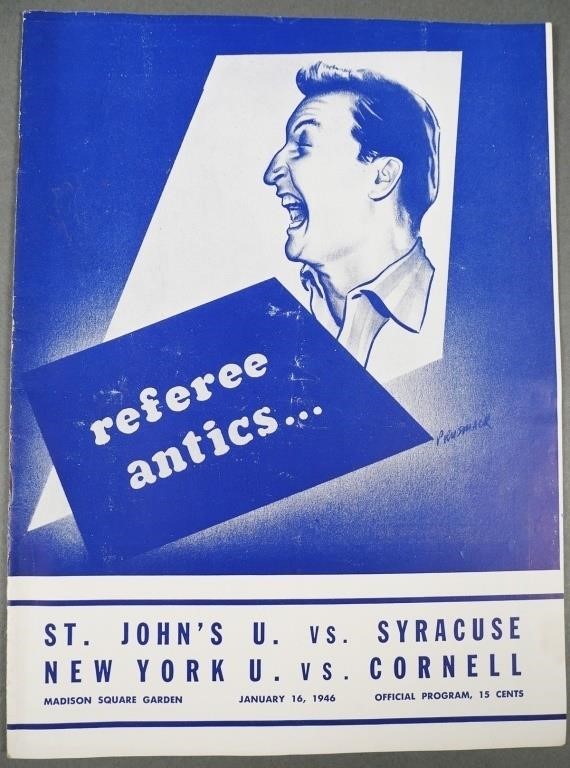 referee
antics...
PRUSMACK
ST. JOHN'S U. VS. SYRACUSE
NEW YORK U. VS. CORNELL
MADISON SQUARE GARDEN JANUARY 16, 1946 OFFICIAL PROGRAM, 15 CENTS